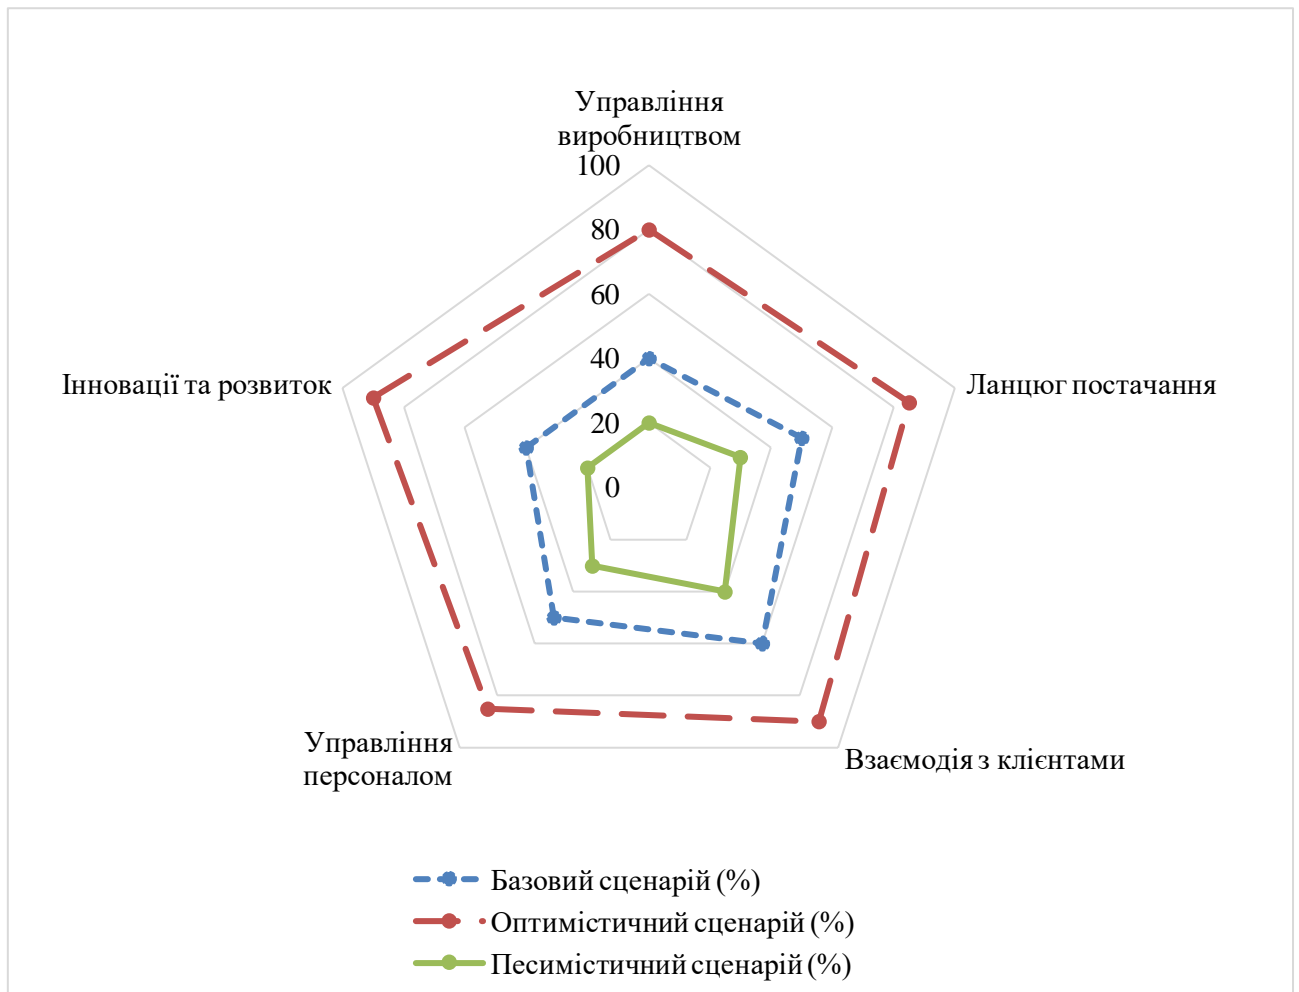 Управління
виробництвом
100
80
60
40
20
0
Інновації та розвиток
Ланцюг постачання
Управління
персоналом
Взаємодія з клієнтами
Базовий сценарій (%)
Оптимістичний сценарій (%)
Песимістичний сценарій (%)